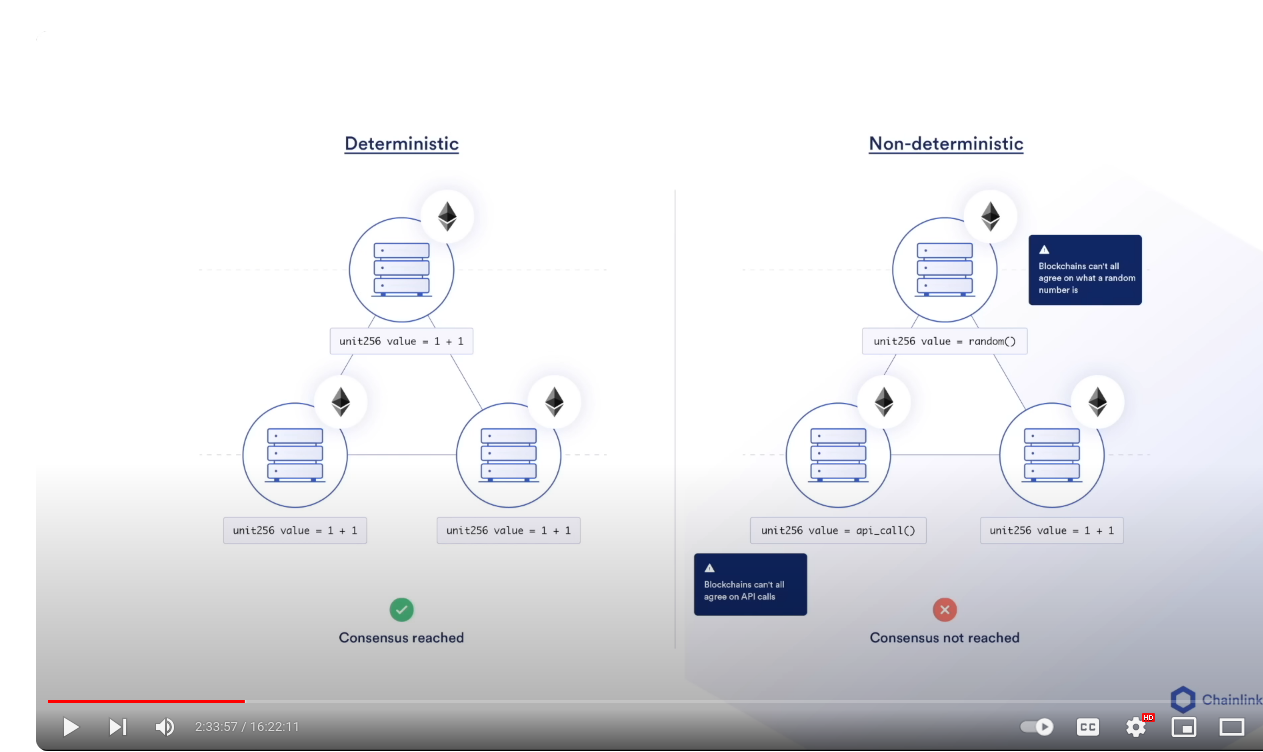 Deterministic
unit256 value = 1 + 1
unit256 value = 1 + 1
unit256 value = 1 + 1
Consensus reached
Non-deterministic
Blockchains can't all
agree on what a random
number is
unit256 value = random()
unit256 value = api_call()
unit256 value = 1 + 1
Blockchains can't all
agree on API calls
Consensus not reached
Chainlink
2:33:57 / 16:22:11
CC
HD